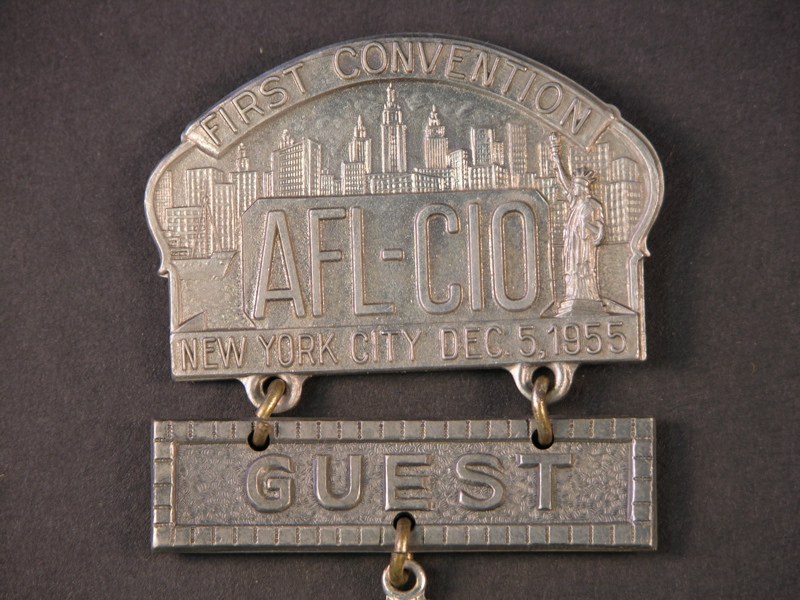 FIRST CONVENTION
AFL-CIO
NEW YORK CITY DEC. 5, 1955
GUEST